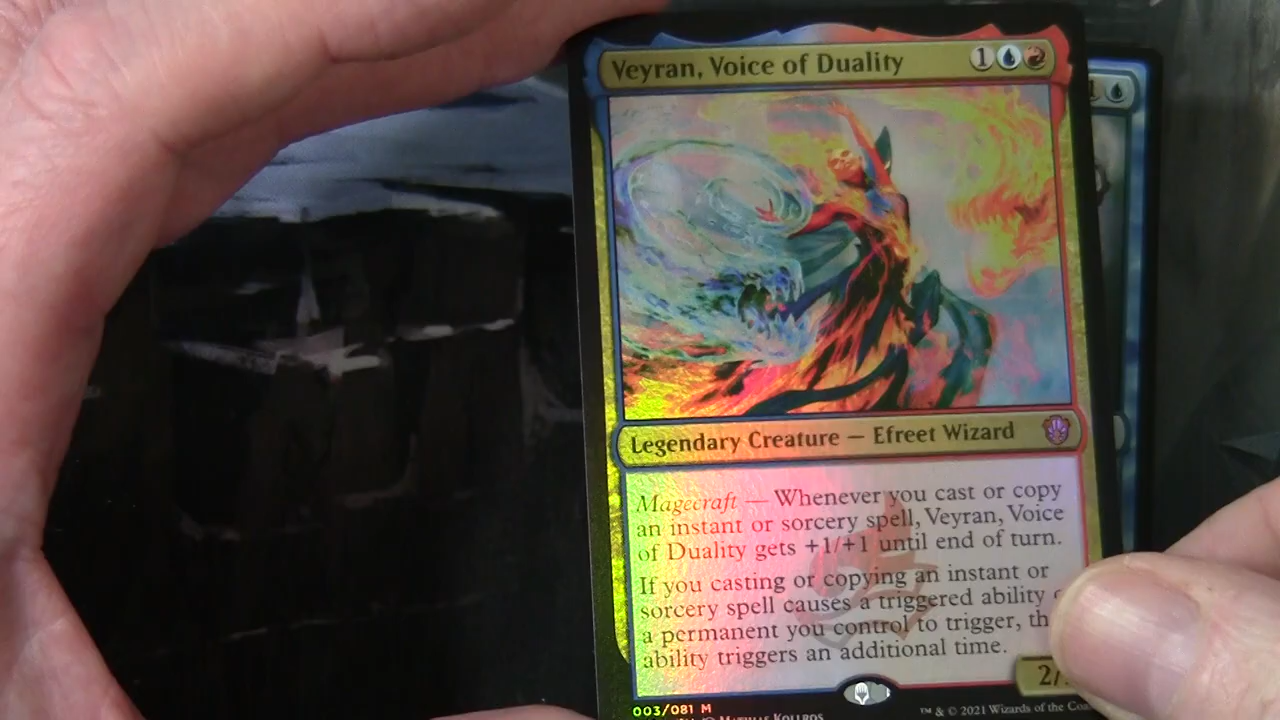 Veyran, Voice of Duality 1
Legendary Creature — Efreet Wizard
Magecraft — Whenever you cast or copy
an instant or sorcery spell, Veyran, Voice
of Duality gets +1/+1 until end of turn.
If you casting or copying an instant or
sorcery spell causes a triggered ability
a permanent you control to trigger,
ability triggers an additional time.
2/
003/081 M
™ & © 2021 Wizards of the